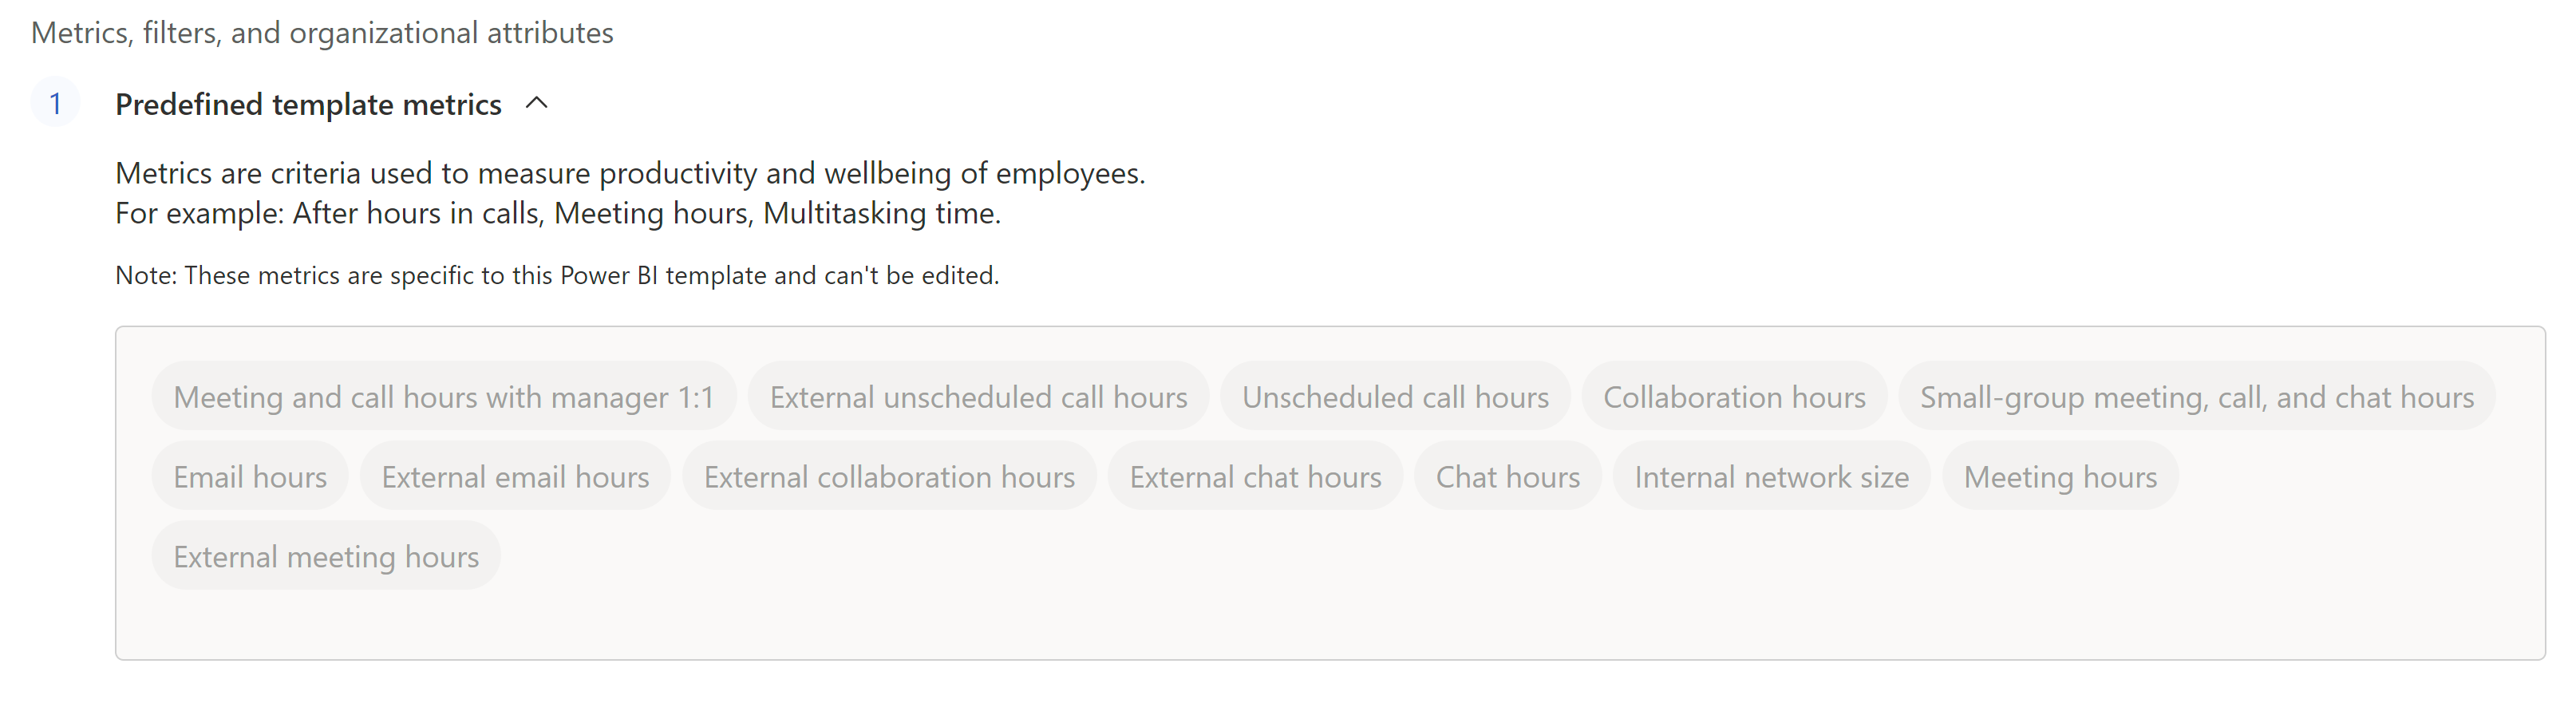 Metrics, filters, and organizational attributes
1 Predefined template metrics
Metrics are criteria used to measure productivity and wellbeing of employees.
For example: After hours in calls, Meeting hours, Multitasking time.
Note: These metrics are specific to this Power BI template and can't be edited.
Meeting and call hours with manager 1:1 External unscheduled call hours Unscheduled call hours Collaboration hours Small-group meeting, call, and chat hours
Email hours External email hours External collaboration hours External chat hours Chat hours Internal network size Meeting hours
External meeting hours